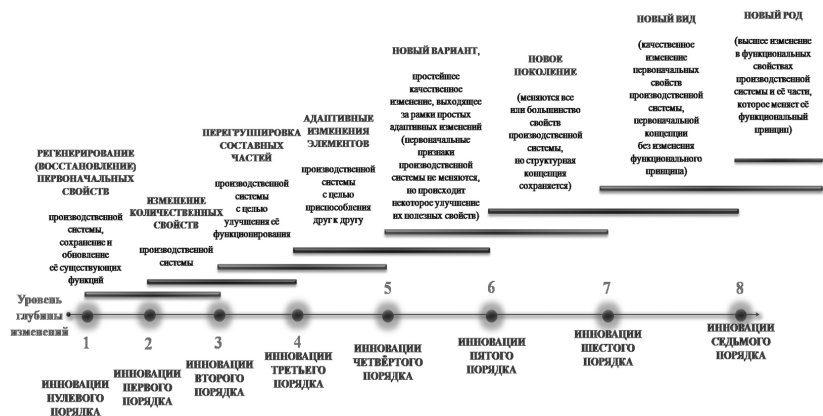 РЕГЕНЕРИРОВАНИЕ
(ВОССТАНОВЛЕНИЕ)
ПЕРВОНАЧАЛЬНЫХ
СВОЙСТВ
производственной
системы,
сохранение и
обновление
её существующих
функций
ИЗМЕНЕНИЕ
КОЛИЧЕСТВЕННЫХ
СВОЙСТВ
производственной
системы
ПЕРЕГРУППИРОВКА
СОСТАВНЫХ
ЧАСТЕЙ
производственной
системы
с целью
улучшения её
функционирования
АДАПТИВНЫЕ
ИЗМЕНЕНИЯ
ЭЛЕМЕНТОВ
производственной
системы
с целью
приспособления
друг к другу
НОВЫЙ ВАРИАНТ,
простейшее
качественное
изменение, выходящее
за рамки простых
адаптивных изменений
(первоначальные
признаки
производственной
системы не меняются,
но происходит
некоторое улучшение
их полезных свойств)
НОВОЕ
ПОКОЛЕНИЕ
(меняются все
или большинство
свойств
производственной
системы,
но структурная
концепция
сохраняется)
НОВЫЙ ВИД
(качественное
изменение
первоначальных
свойств
производственной
системы,
первоначальной
концепции
без изменения
функционального
принципа)
НОВЫЙ РОД
(высшее изменение
в функциональных
свойствах
производственной
системы и её части,
которое меняет её
функциональный
принцип)
Уровень
глубины
изменений
1
2
3
4
5
6
7
8
ИННОВАЦИИ
НУЛЕВОГО
ПОРЯДКА
ИННОВАЦИИ
ПЕРВОГО
ПОРЯДКА
ИННОВАЦИИ
ВТОРОГО
ПОРЯДКА
ИННОВАЦИИ
ТРЕТЬЕГО
ПОРЯДКА
ИННОВАЦИИ
ЧЕТВЁРТОГО
ПОРЯДКА
ИННОВАЦИИ
ПЯТОГО
ПОРЯДКА
ИННОВАЦИИ
ШЕСТОГО
ПОРЯДКА
ИННОВАЦИИ
СЕДЬМОГО
ПОРЯДКА